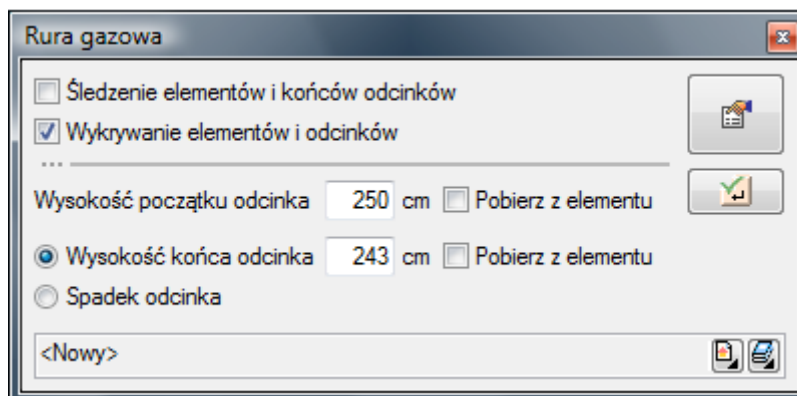 Rura gazowa
Śledzenie elementów i końców odcinków
Wykrywanie elementów i odcinków
Wysokość początku odcinka 250 cm Pobierz z elementu
Wysokość końca odcinka 243 cm Pobierz z elementu
Spadek odcinka
<Nowy>